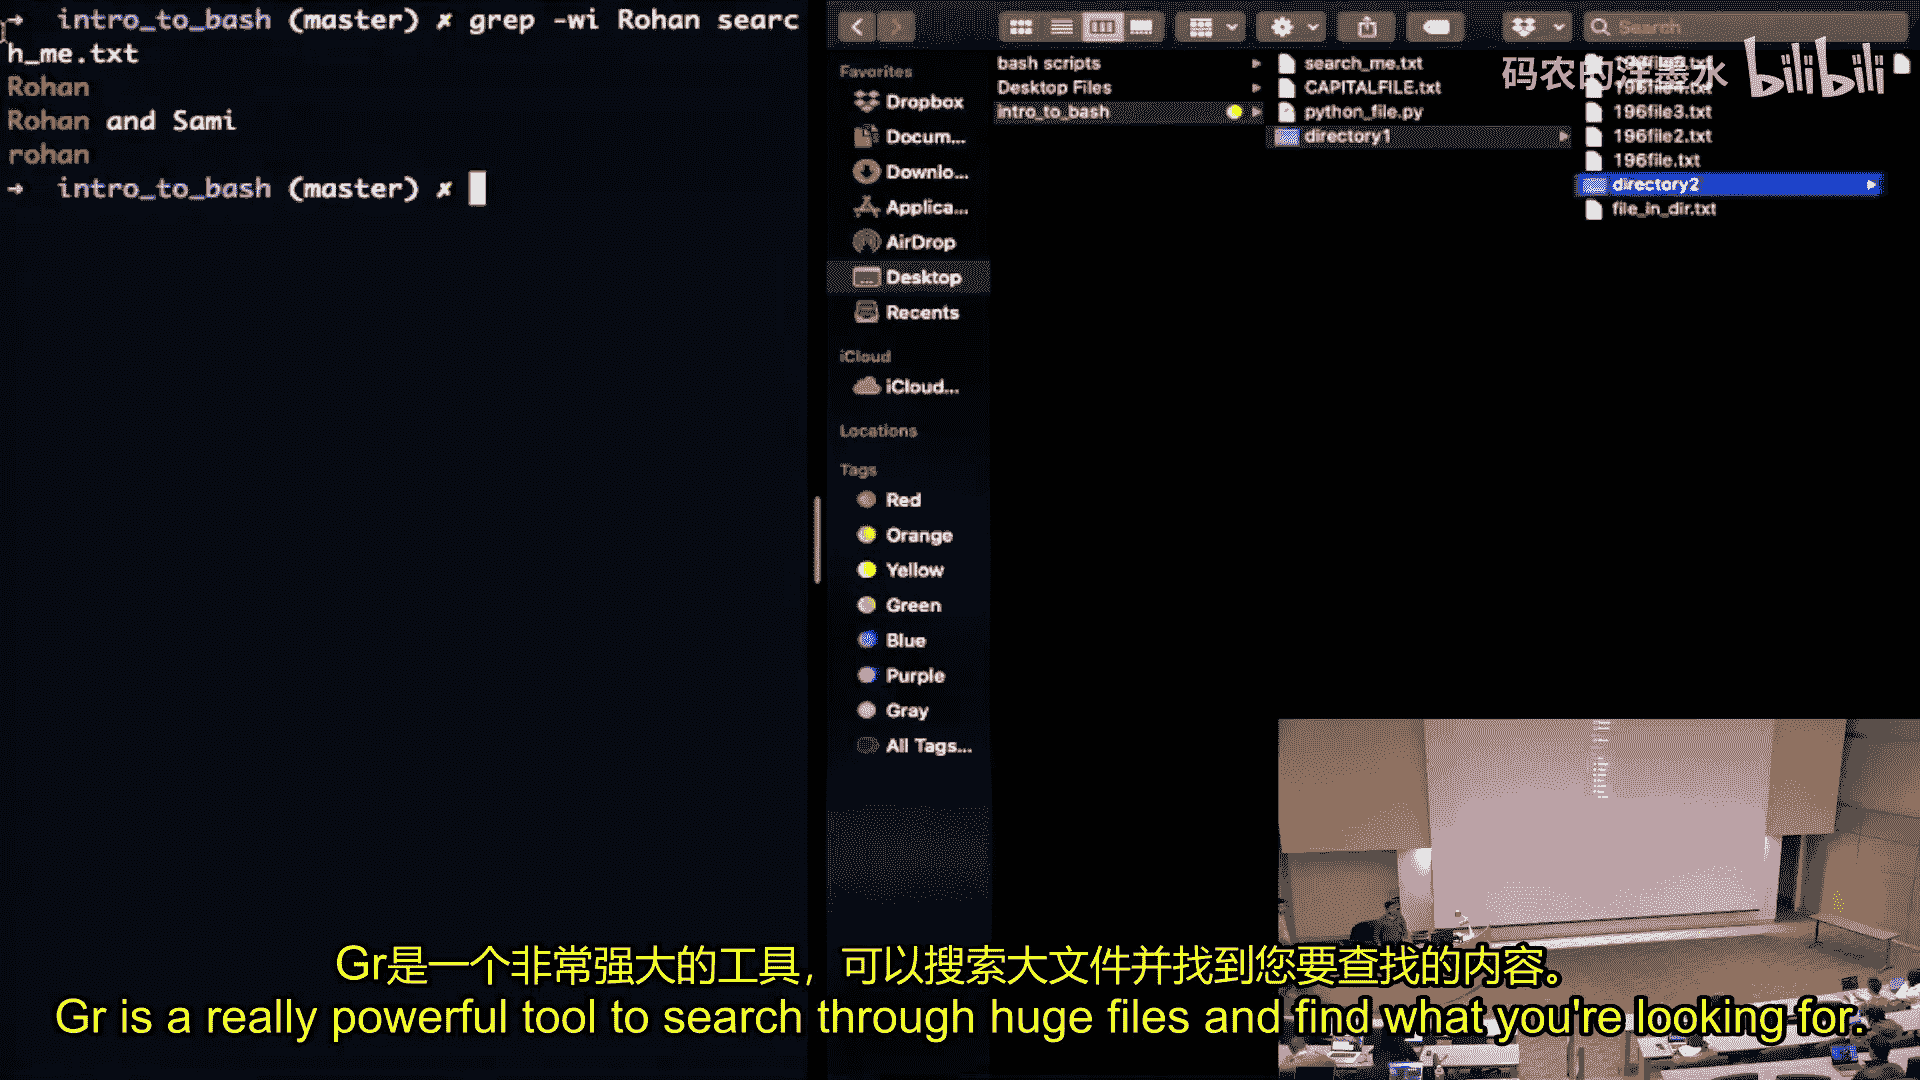 → intro_to_bash (master) ✗ grep -wi Rohan searc
h_me.txt
Rohan
Rohan and Sami
rohan
→ intro_to_bash (master) ✗
Search
Favorites
Dropbox
Docum...
Downlo...
Applica...
AirDrop
Desktop
Recents
iCloud
iCloud...
Locations
Tags
Red
Orange
Yellow
Green
Blue
Purple
Gray
All Tags...
bash scripts
Desktop Files
intro_to_bash
search_me.txt
CAPITALFILE.txt
python_file.py
directory1
196file3.txt
196file2.txt
196file.txt
directory2
file_in_dir.txt
码农的洋墨水 bilibili
Gr是一个非常强大的工具，可以搜索大文件并找到您要查找的内容。
Gr is a really powerful tool to search through huge files and find what you're looking for.